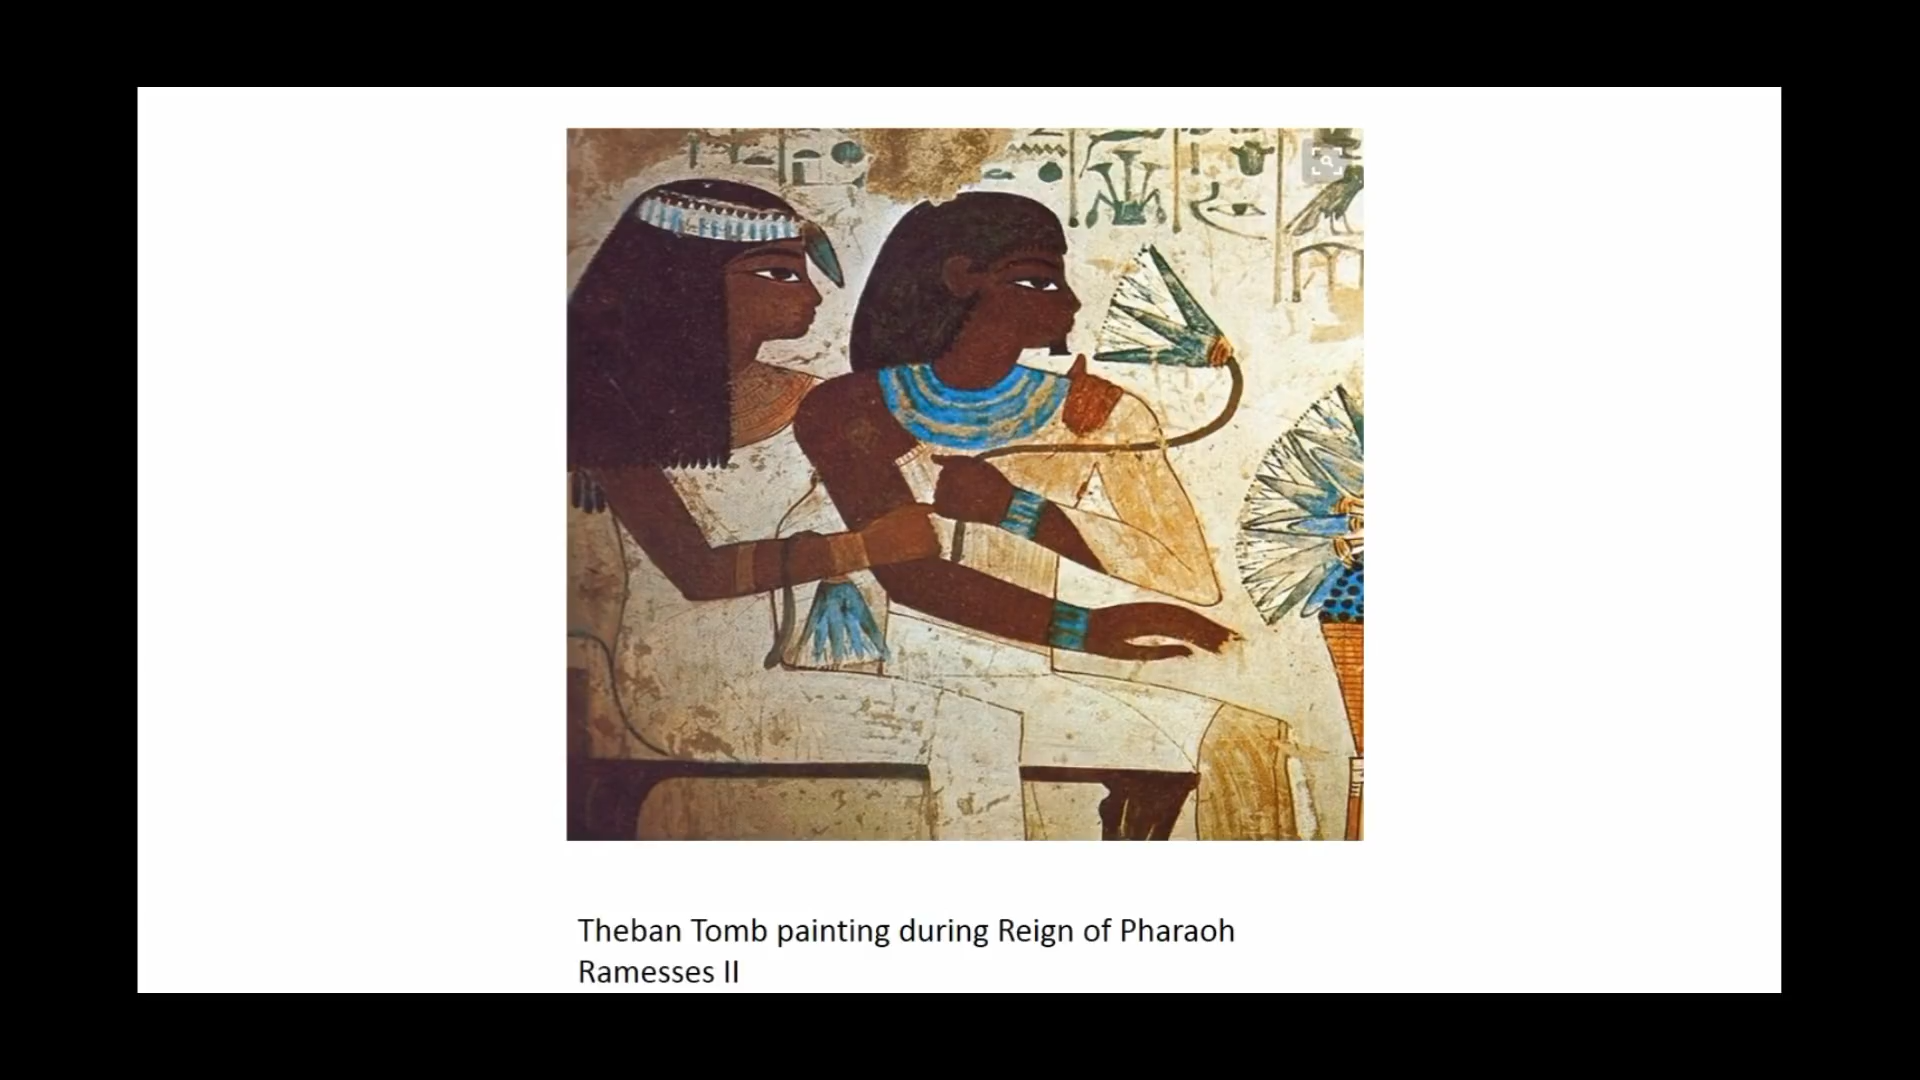 Theban Tomb painting during Reign of Pharaoh
Ramesses II